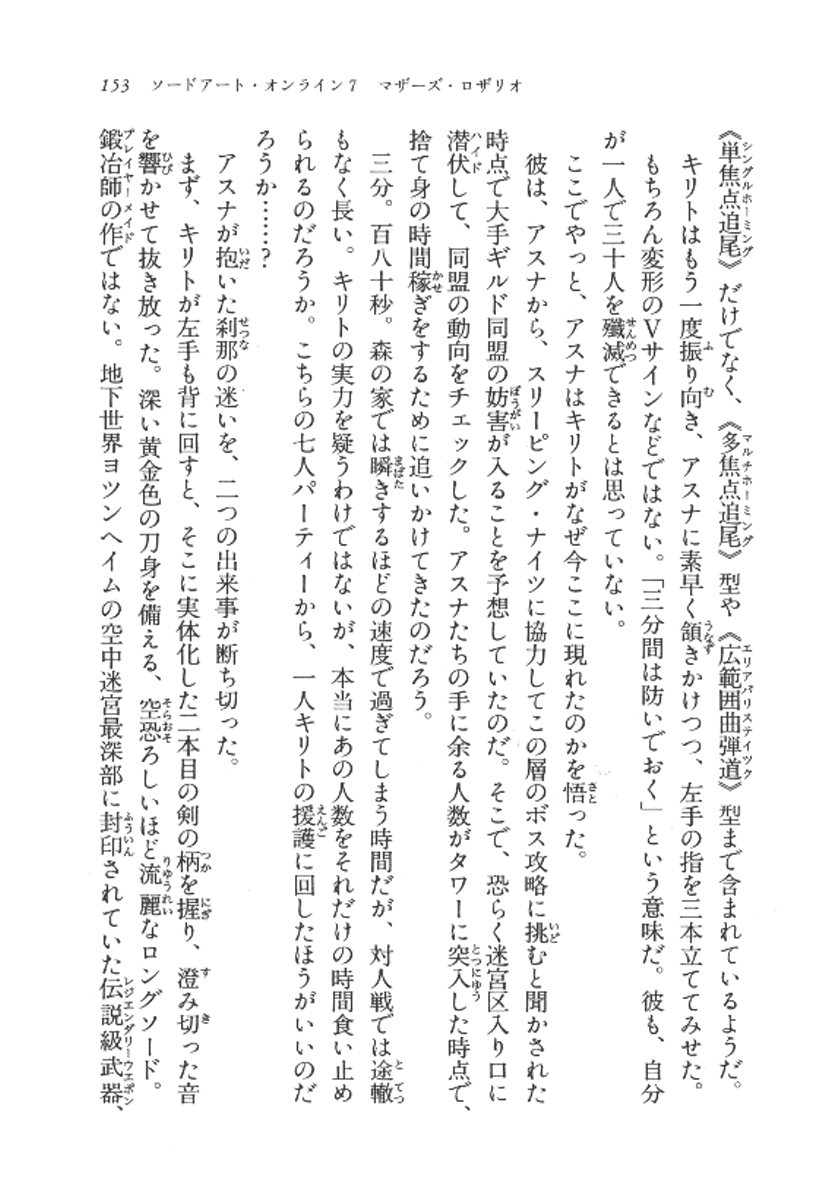 153　ソードアート・オンライン7　マザーズ・ロザリオ
《単焦点追尾》だけでなく、《多焦点追尾》型や《広範囲曲弾道》型まで含まれているようだ。
キリトはもう一度振り向き、アスナに素早く頷きかけつつ、左手の指を三本立ててみせた。
もちろん変形のVサインなどではない。「三分間は防いでおく」という意味だ。彼も、自分
が一人で三十人を殲滅できるとは思っていない。
ここでやっと、アスナはキリトがなぜ今ここに現れたのかを悟った。
彼は、アスナから、スリーピング・ナイツに協力してこの層のボス攻略に挑むと聞かされた
時点で大手ギルド同盟の妨害が入ることを予想していたのだ。そこで、恐らく迷宮区入り口に
潜伏して、同盟の動向をチェックした。アスナたちの手に余る人数がタワーに突入した時点で、
捨て身の時間稼ぎをするために追いかけてきたのだろう。
三分。百八十秒。森の家では瞬きするほどの速度で過ぎてしまう時間だが、対人戦では途轍
もなく長い。キリトの実力を疑うわけではないが、本当にあの人数をそれだけの時間食い止め
られるのだろうか。こちらの七人パーティーから、一人キリトの援護に回したほうがいいのだ
ろうか……？
アスナが抱いた刹那の迷いを、二つの出来事が断ち切った。
まず、キリトが左手も背に回すと、そこに実体化した二本目の剣の柄を握り、澄み切った音
を響かせて抜き放った。深い黄金色の刀身を備える、空恐ろしいほど流麗なロングソード。
鍛冶師の作ではない。地下世界ヨツンヘイムの空中迷宮最深部に封印されていた伝説級武器、